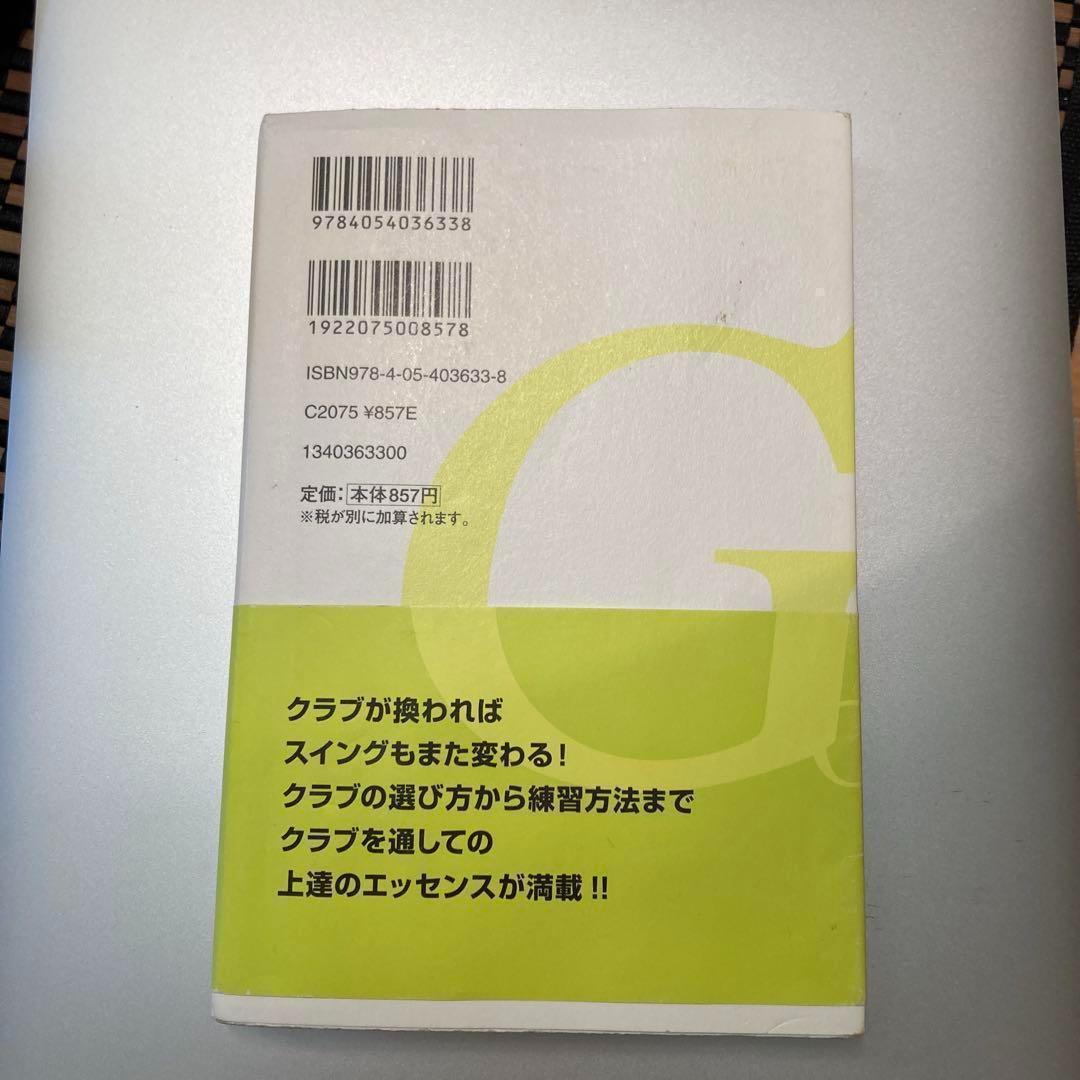 9784054036338
1922075008578
ISBN978-4-05-403633-8
C2075 ¥857E
1340363300
定価：本体857円
※税が別に加算されます。
G
クラブが換われば
スイングもまた変わる！
クラブの選び方から練習方法まで
クラブを通しての
上達のエッセンスが満載!!